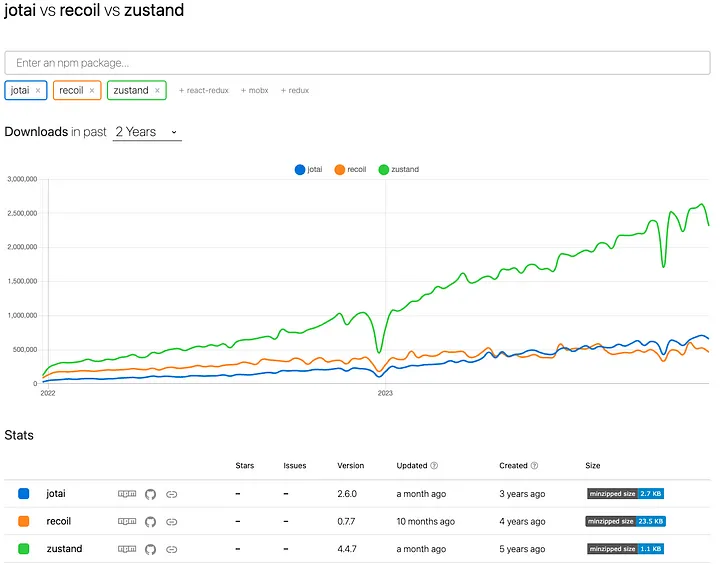 jotai vs recoil vs zustand
Enter an npm package...
jotai × recoil × zustand × + react-redux + mobx + redux
Downloads in past 2 Years
jotai recoil zustand
3,000,000
2,500,000
2,000,000
1,500,000
1,000,000
500,000
0
2022 2023
Stats
Stars Issues Version Updated ? Created ? Size
jotai npm – – 2.6.0 a month ago 3 years ago minzipped size 2.7 KB
recoil npm – – 0.7.7 10 months ago 4 years ago minzipped size 23.5 KB
zustand npm – – 4.4.7 a month ago 5 years ago minzipped size 1.1 KB